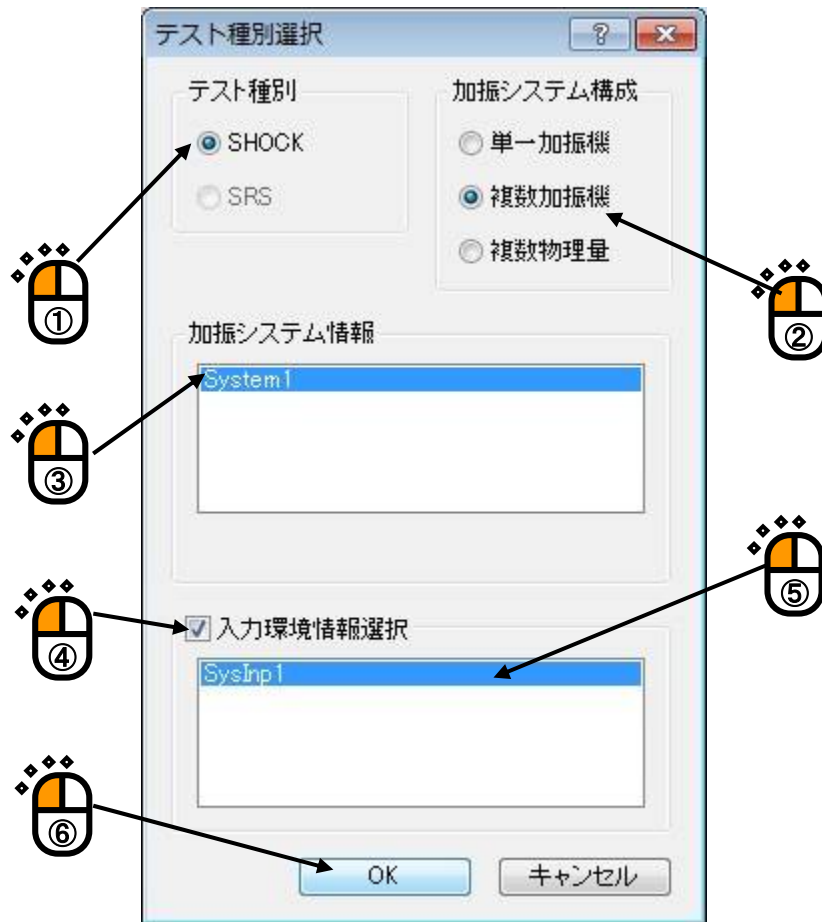 テスト種別選択
テスト種別
加振システム構成
SHOCK
単一加振機
SRS
複数加振機
複数物理量
①
②
加振システム情報
System1
③
⑤
④
入力環境情報選択
SysInp1
⑥
OK
キャンセル